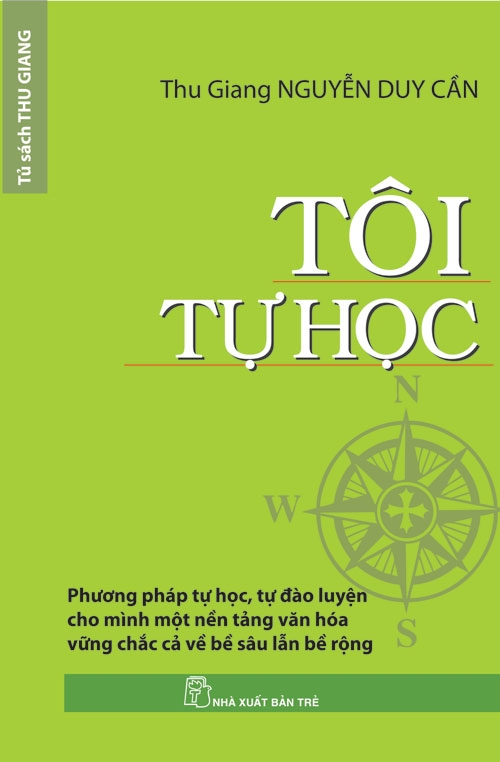 Tủ sách THU GIANG
Thu Giang NGUYỄN DUY CẦN
TÔI
TỰ HỌC
N
W
S
Phương pháp tự học, tự đào luyện
cho mình một nền tảng văn hóa
vững chắc cả về bề sâu lẫn bề rộng
NHÀ XUẤT BẢN TRẺ